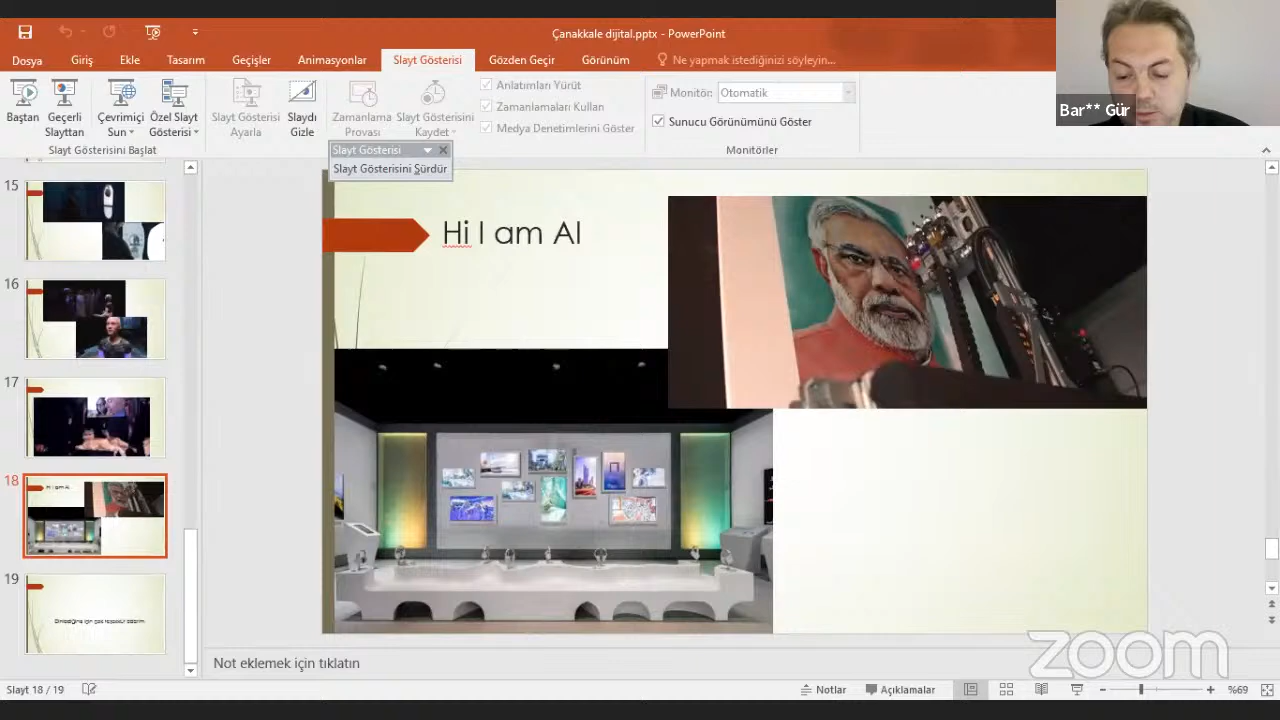 Çanakkale dijital.pptx - PowerPoint
Dosya Giriş Ekle Tasarım Geçişler Animasyonlar Slayt Gösterisi Gözden Geçir Görünüm Ne yapmak istediğinizi söyleyin...
Baştan
Geçerli Slayttan
Çevrimiçi Sun
Özel Slayt Gösterisi
Slayt Gösterisi Ayarla
Slaydı Gizle
Zamanlama Provası
Slayt Gösterisini Kaydet
Anlatımları Yürüt
Zamanlamaları Kullan
Medya Denetimlerini Göster
Monitör: Otomatik
Sunucu Görünümünü Göster
Slayt Gösterisini Başlat
Monitörler
Bar** Gür
Slayt Gösterisi
Slayt Gösterisini Sürdür
15
16
17
18
Hi I am AI
19
Hi I am AI
Not eklemek için tıklatın
zoom
Slayt 18 / 19
Notlar
Açıklamalar
%69